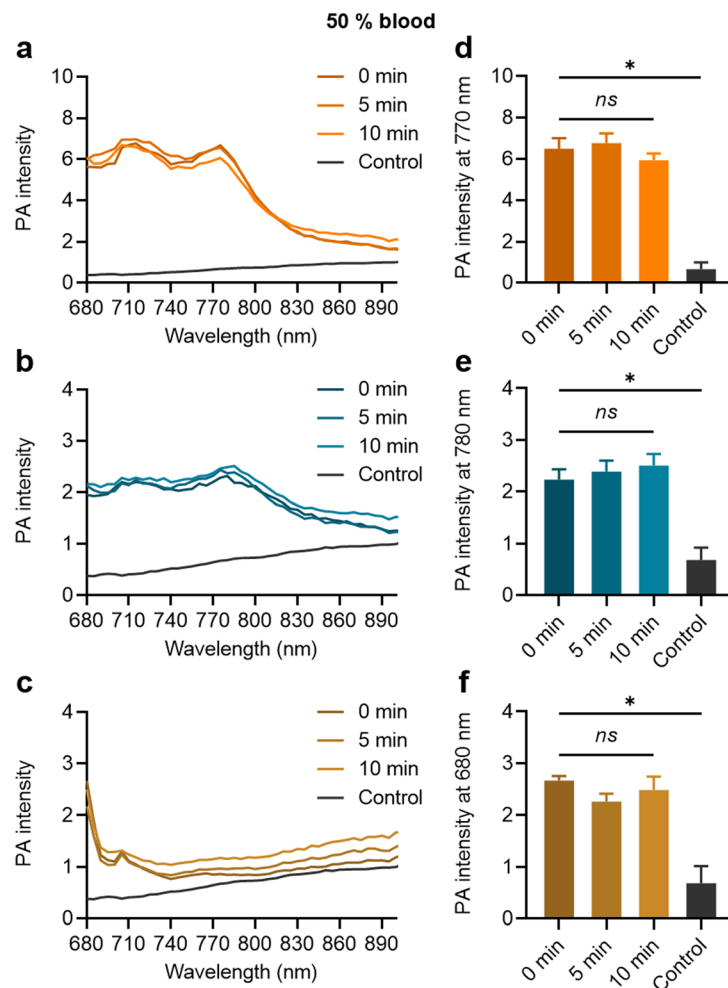 50 % blood
a
10
8
6
4
2
0
PA intensity
0 min
5 min
10 min
Control
680 710 740 770 800 830 860 890
Wavelength (nm)
d
10
8
6
4
2
0
PA intensity at 770 nm
*
ns
0 min
5 min
10 min
Control
b
4
3
2
1
0
PA intensity
0 min
5 min
10 min
Control
680 710 740 770 800 830 860 890
Wavelength (nm)
e
4
3
2
1
0
PA intensity at 780 nm
*
ns
0 min
5 min
10 min
Control
c
4
3
2
1
0
PA intensity
0 min
5 min
10 min
Control
680 710 740 770 800 830 860 890
Wavelength (nm)
f
4
3
2
1
0
PA intensity at 680 nm
*
ns
0 min
5 min
10 min
Control